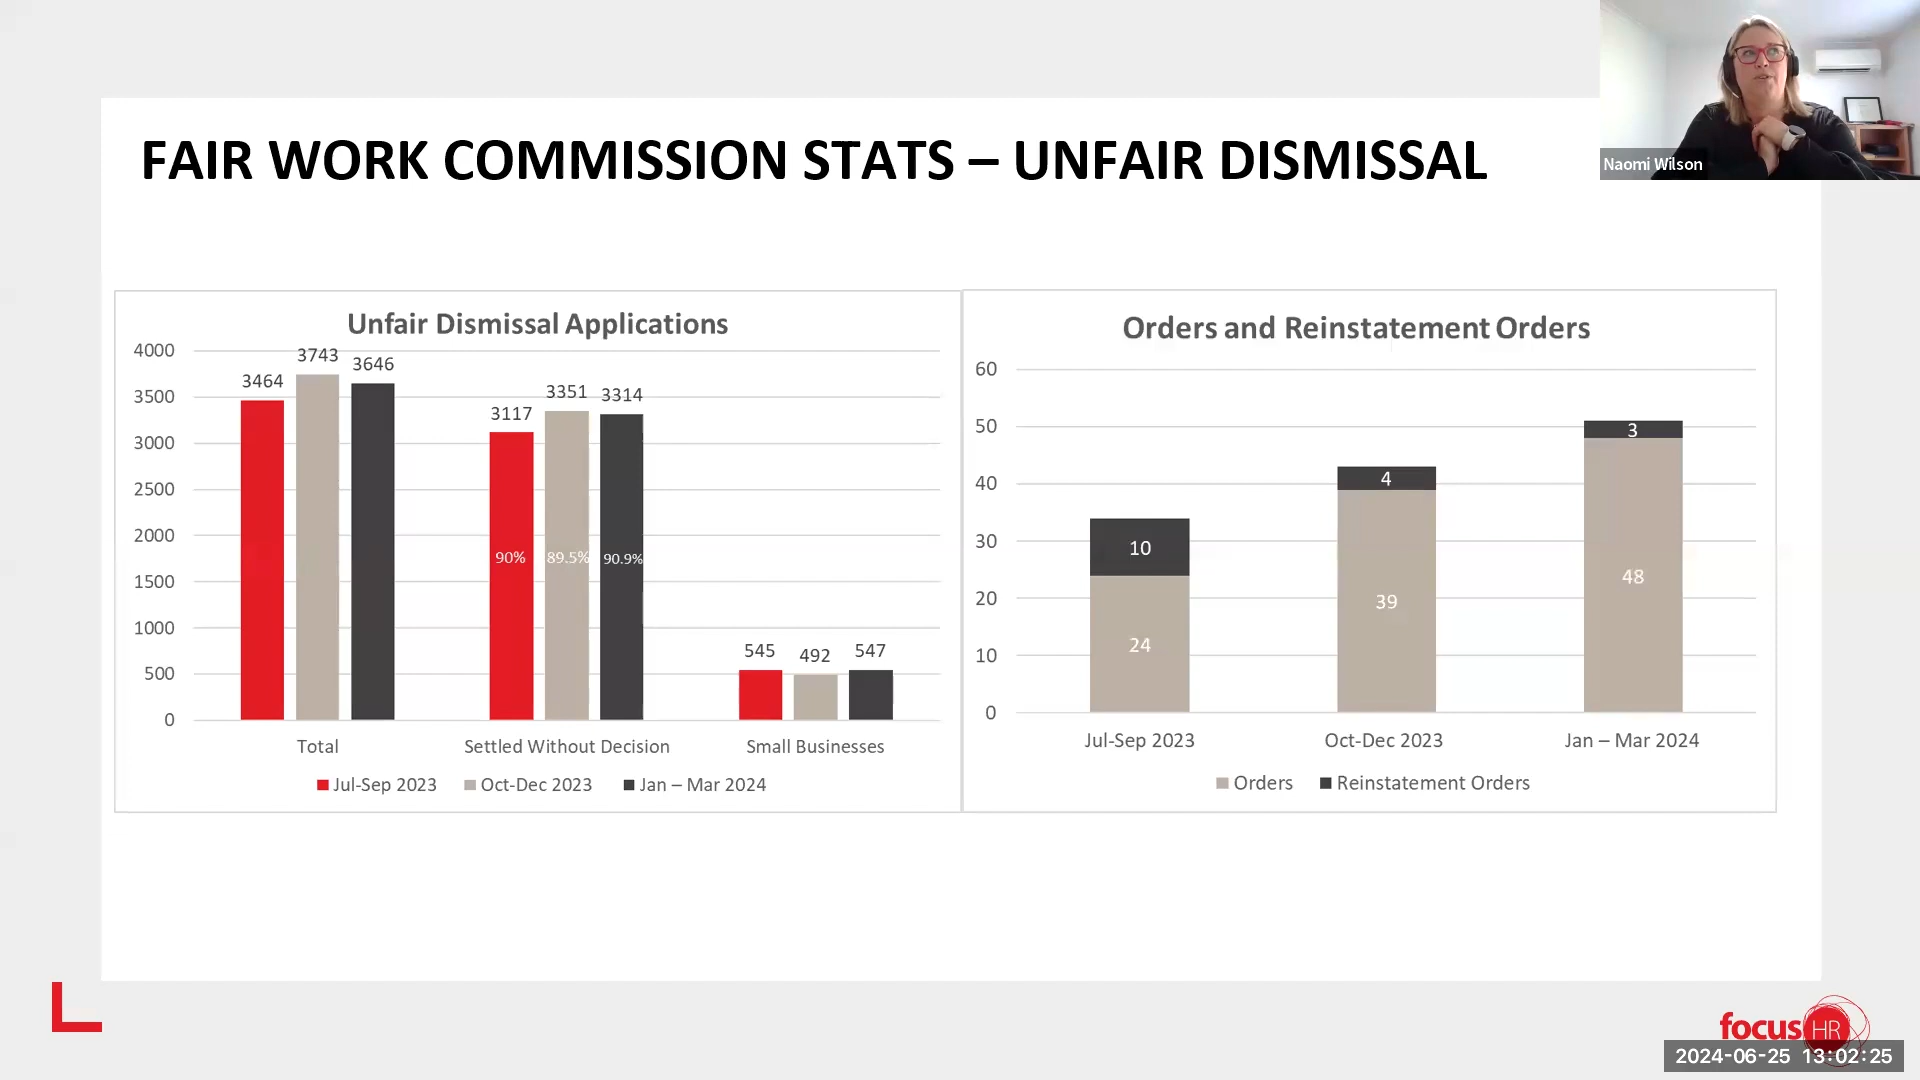 Naomi Wilson
FAIR WORK COMMISSION STATS – UNFAIR DISMISSAL
Unfair Dismissal Applications
4000
3500
3000
2500
2000
1500
1000
500
0
3464
3743
3646
3117
3351
3314
90%
89.5%
90.9%
545
492
547
Total
Settled Without Decision
Small Businesses
Jul-Sep 2023
Oct-Dec 2023
Jan – Mar 2024
Orders and Reinstatement Orders
60
50
40
30
20
10
0
10
24
4
39
3
48
Jul-Sep 2023
Oct-Dec 2023
Jan – Mar 2024
Orders
Reinstatement Orders
focus HR
2024-06-25 13:02:25